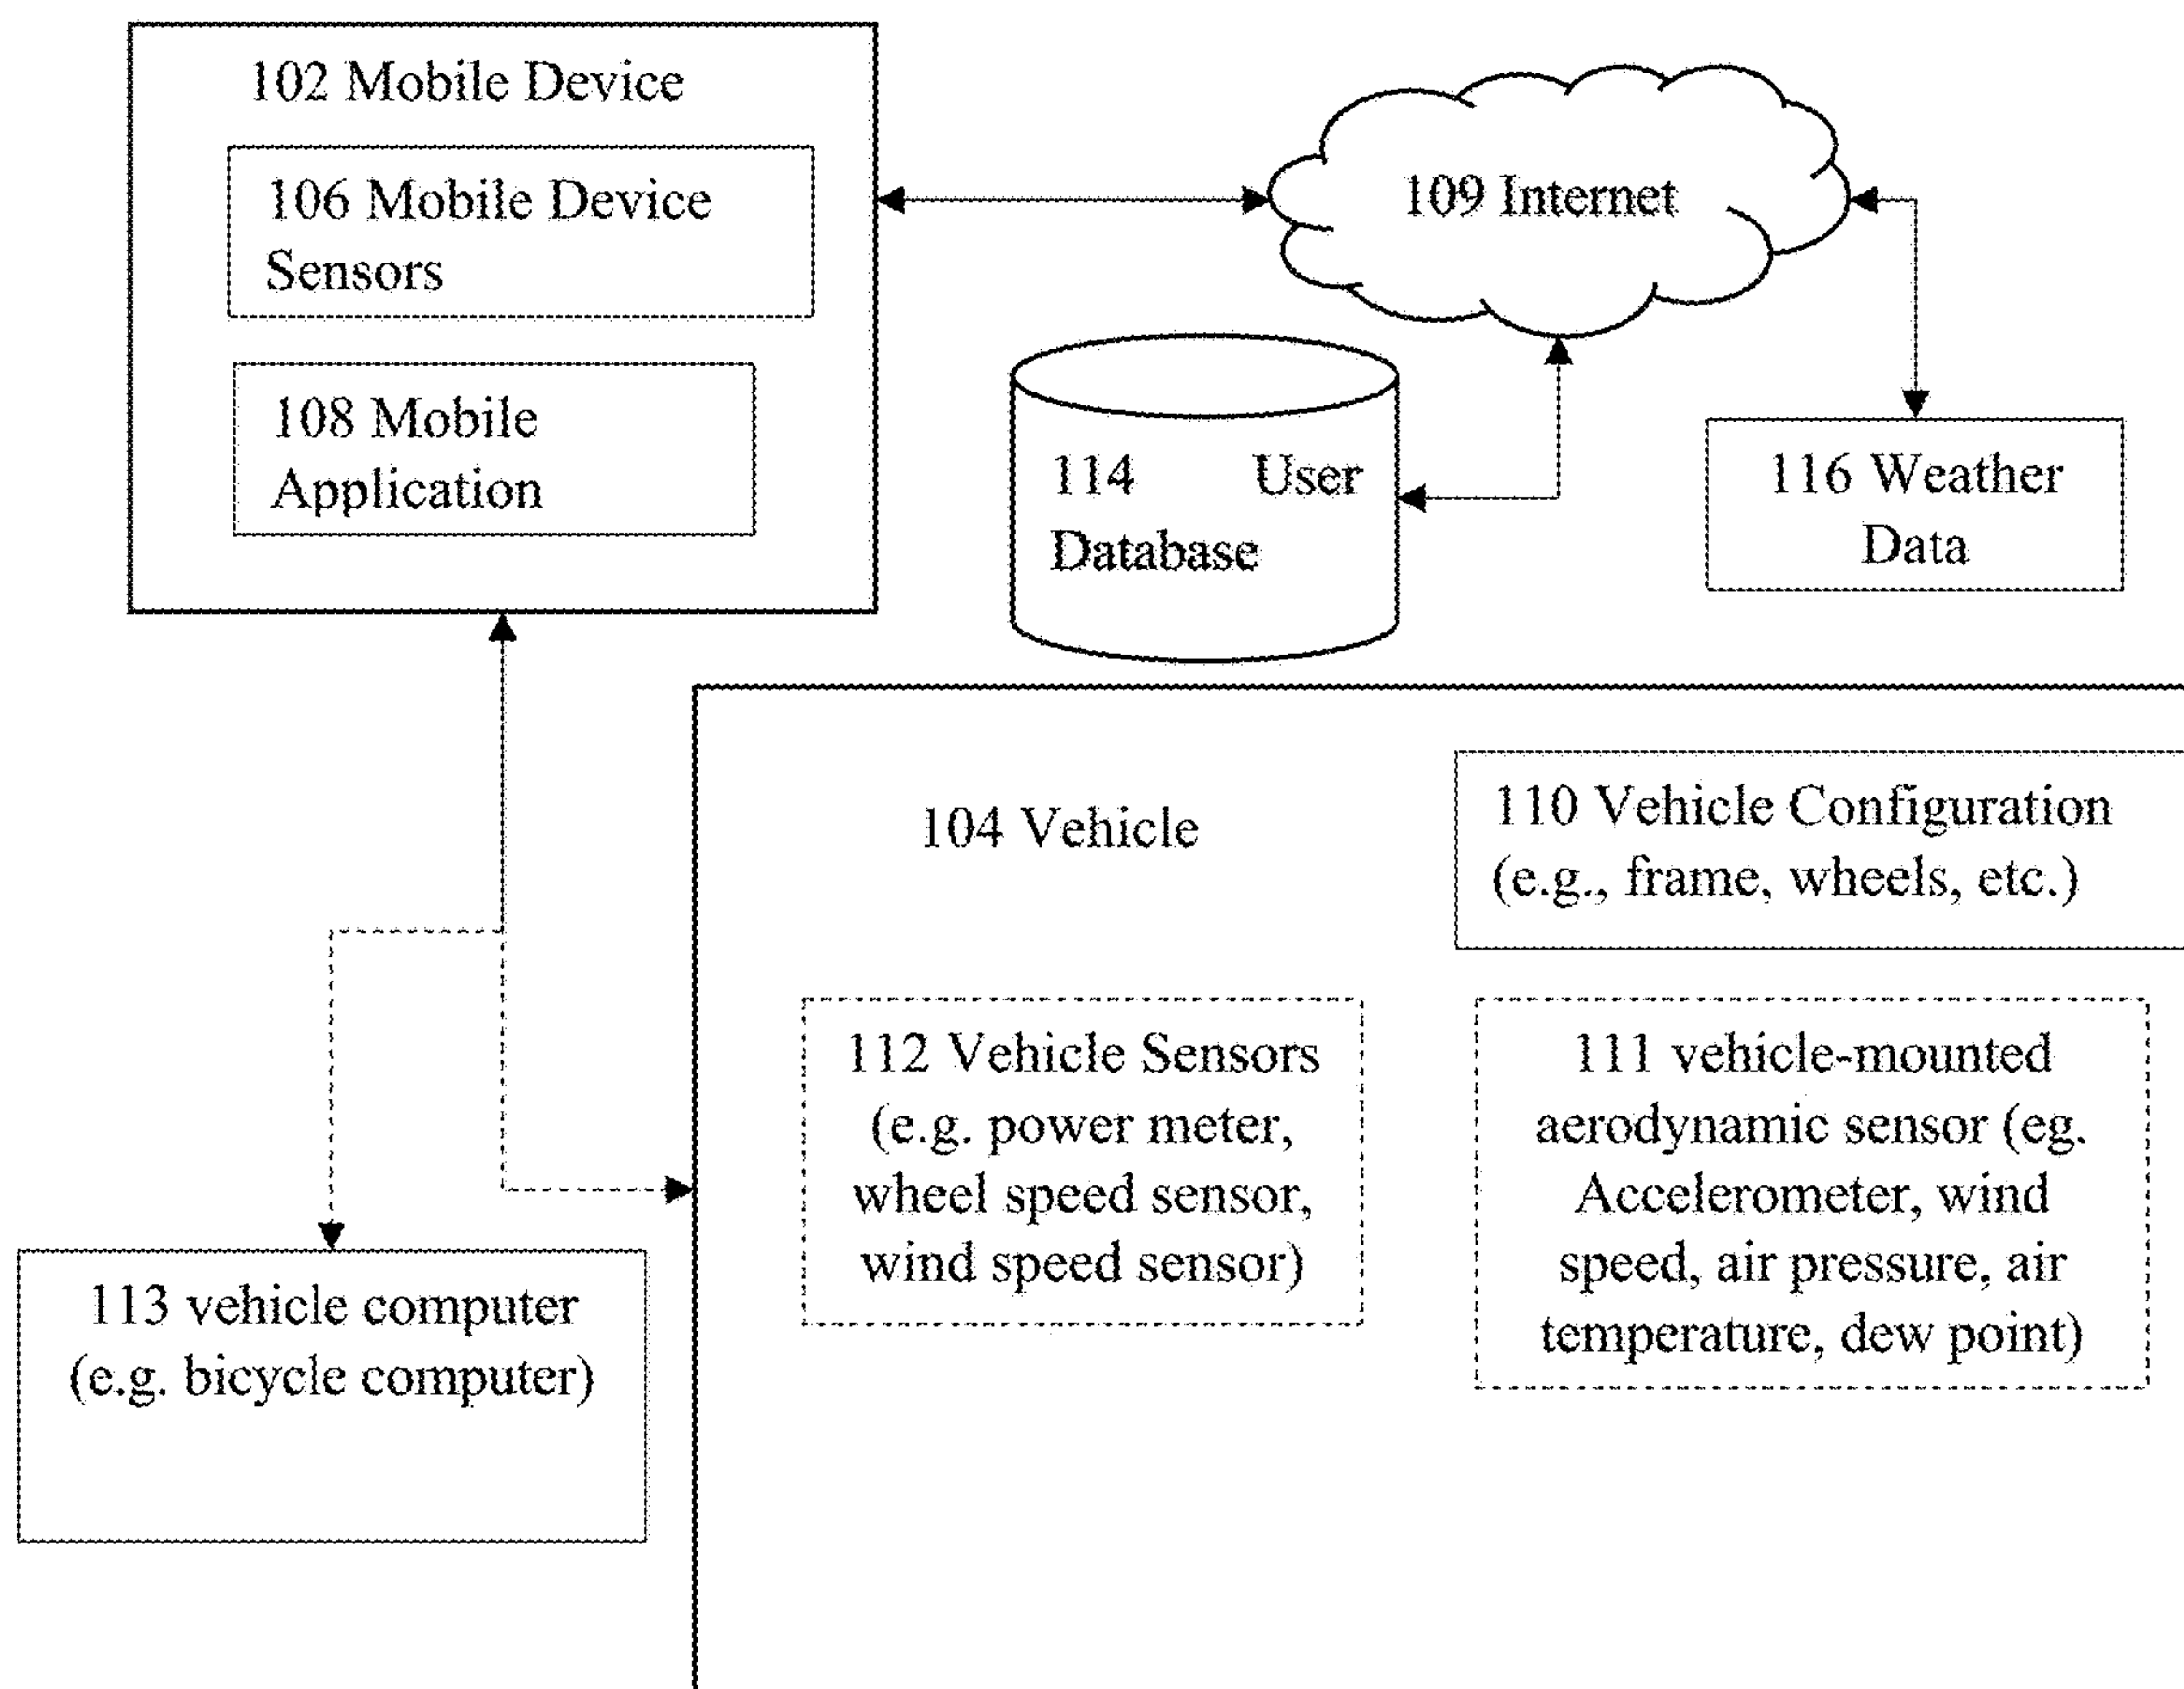 102 Mobile Device
106 Mobile Device
Sensors
108 Mobile
Application
109 Internet
114 User
Database
116 Weather
Data
104 Vehicle
110 Vehicle Configuration
(e.g., frame, wheels, etc.)
112 Vehicle Sensors
(e.g. power meter,
wheel speed sensor,
wind speed sensor)
111 vehicle-mounted
aerodynamic sensor (eg.
Accelerometer, wind
speed, air pressure, air
temperature, dew point)
113 vehicle computer
(e.g. bicycle computer)